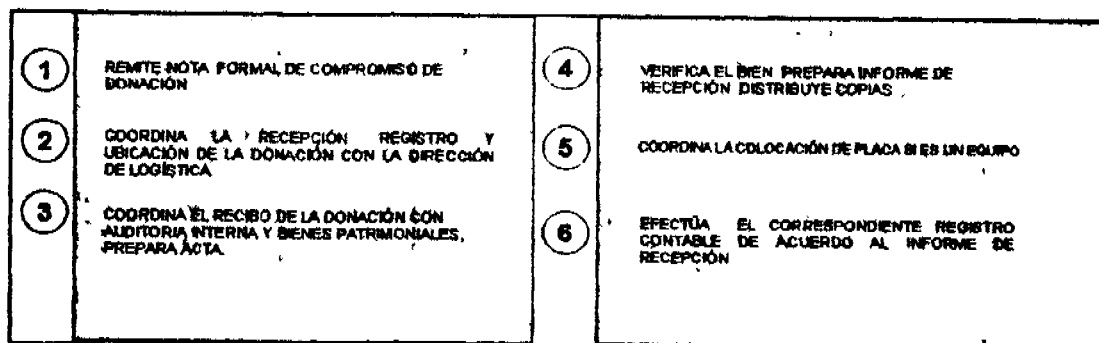 1
REMITE NOTA FORMAL DE COMPROMISO DE
DONACIÓN
2
COORDINA LA RECEPCIÓN REGISTRO Y
UBICACIÓN DE LA DONACIÓN CON LA DIRECCIÓN
DE LOGÍSTICA
3
COORDINA EL RECIBO DE LA DONACIÓN CON
AUDITORIA INTERNA Y BIENES PATRIMONIALES,
PREPARA ACTA
4
VERIFICA EL BIEN PREPARA INFORME DE
RECEPCIÓN DISTRIBUYE COPIAS
5
COORDINA LA COLOCACIÓN DE PLACA SI ES UN EQUIPO
6
EFECTÚA EL CORRESPONDIENTE REGISTRO
CONTABLE DE ACUERDO AL INFORME DE
RECEPCIÓN